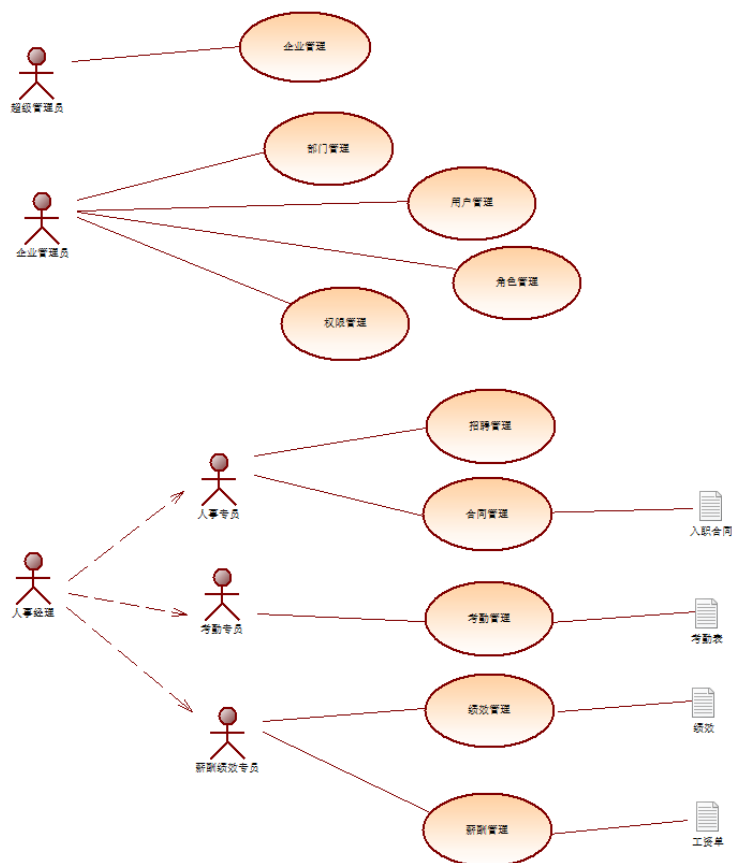 企业管理
超级管理员
部门管理
用户管理
企业管理员
角色管理
权限管理
招聘管理
人事专员
合同管理
入职合同
人事经理
考勤专员
考勤管理
考勤表
绩效管理
绩效
薪酬绩效专员
薪酬管理
工资单